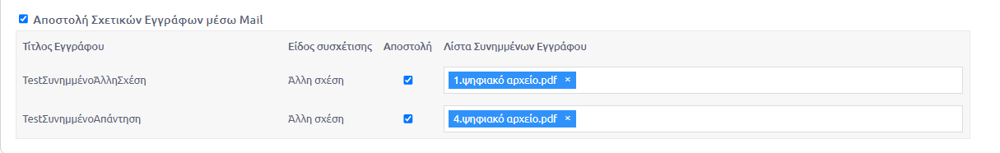 Αποστολή Σχετικών Εγγράφων μέσω Mail
Τίτλος Εγγράφου Είδος συσχέτισης Αποστολή Λίστα Συνημμένων Εγγράφου
TestΣυνημμένοΆλληΣχέση Άλλη σχέση 1.ψηφιακό αρχείο.pdf ×
TestΣυνημμένοΑπάντηση Άλλη σχέση 4.ψηφιακό αρχείο.pdf ×